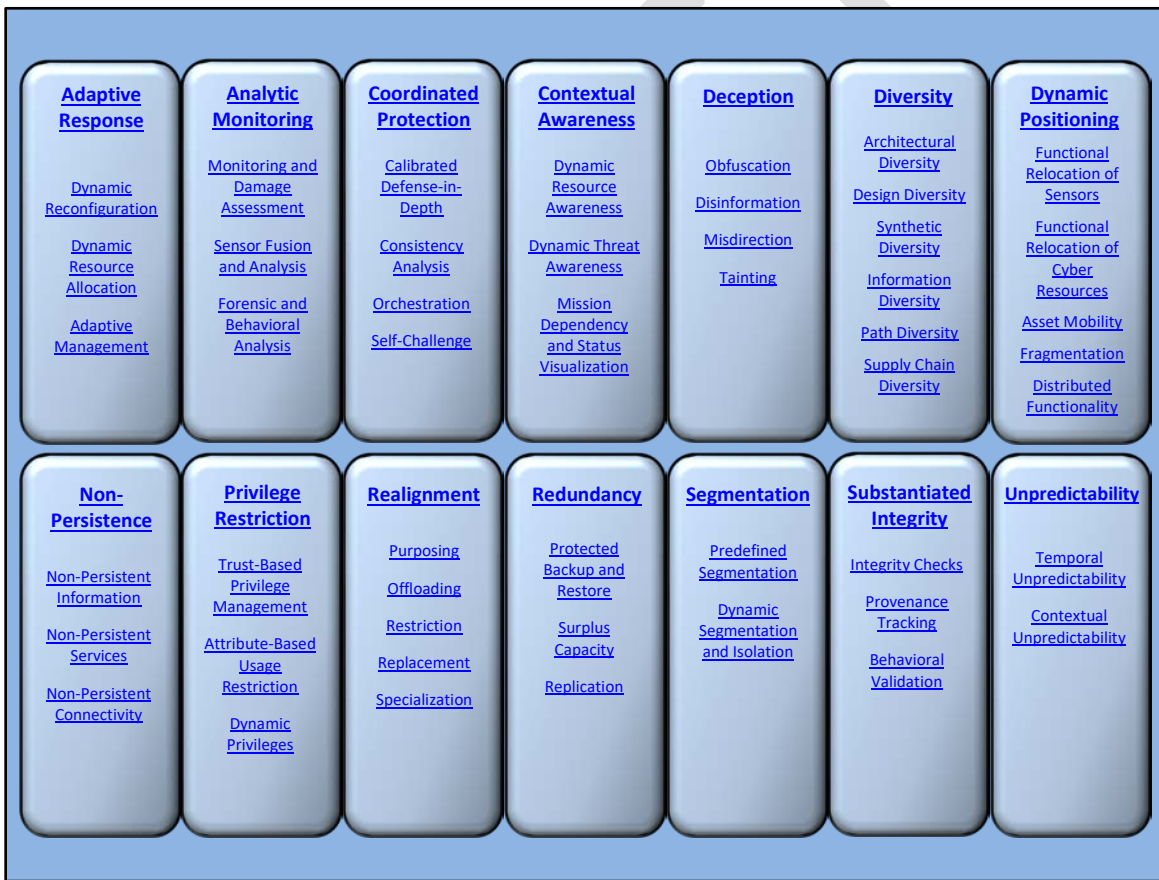 Adaptive
Response
Dynamic
Reconfiguration
Dynamic
Resource
Allocation
Adaptive
Management
Analytic
Monitoring
Monitoring and
Damage
Assessment
Sensor Fusion
and Analysis
Forensic and
Behavioral
Analysis
Coordinated
Protection
Calibrated
Defense-in-
Depth
Consistency
Analysis
Orchestration
Self-Challenge
Contextual
Awareness
Dynamic
Resource
Awareness
Dynamic Threat
Awareness
Mission
Dependency
and Status
Visualization
Deception
Obfuscation
Disinformation
Misdirection
Tainting
Diversity
Architectural
Diversity
Design Diversity
Synthetic
Diversity
Information
Diversity
Path Diversity
Supply Chain
Diversity
Dynamic
Positioning
Functional
Relocation of
Sensors
Functional
Relocation of
Cyber
Resources
Asset Mobility
Fragmentation
Distributed
Functionality
Non-
Persistence
Non-Persistent
Information
Non-Persistent
Services
Non-Persistent
Connectivity
Privilege
Restriction
Trust-Based
Privilege
Management
Attribute-Based
Usage
Restriction
Dynamic
Privileges
Realignment
Purposing
Offloading
Restriction
Replacement
Specialization
Redundancy
Protected
Backup and
Restore
Surplus
Capacity
Replication
Segmentation
Predefined
Segmentation
Dynamic
Segmentation
and Isolation
Substantiated
Integrity
Integrity Checks
Provenance
Tracking
Behavioral
Validation
Unpredictability
Temporal
Unpredictability
Contextual
Unpredictability